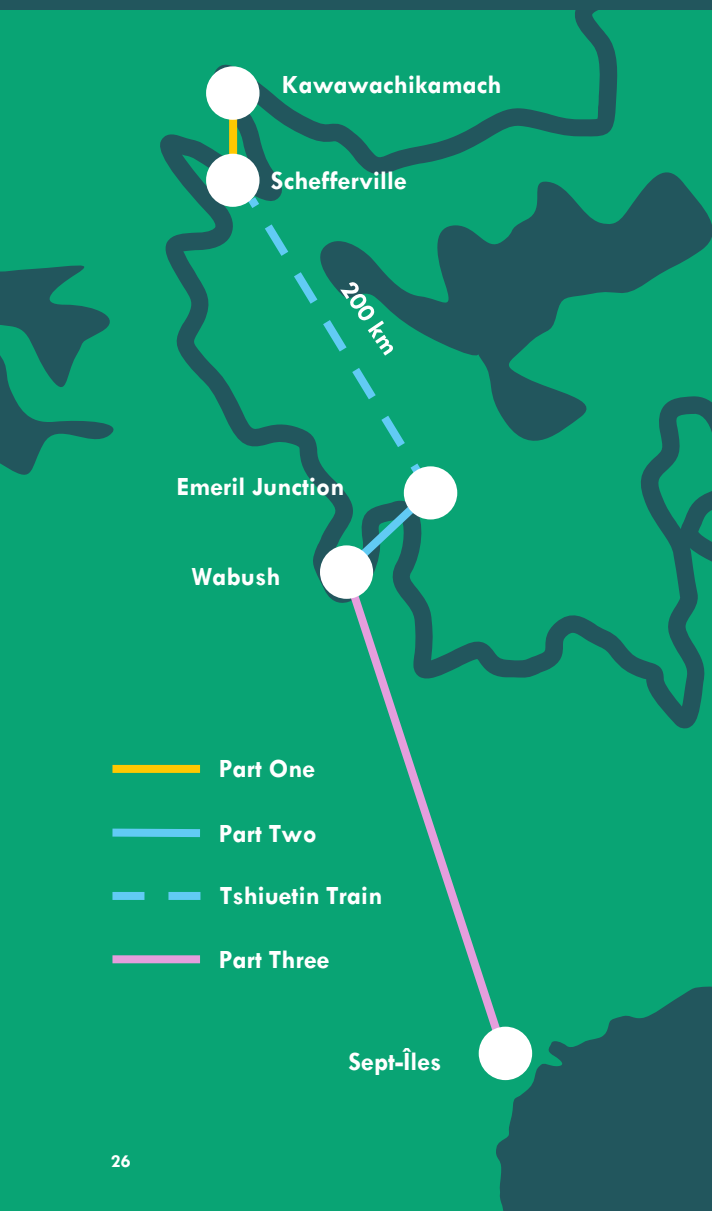 Kawawachikamach
Schefferville
200 km
Emeril Junction
Wabush
Part One
Part Two
Tshiuetin Train
Part Three
Sept-Îles
26